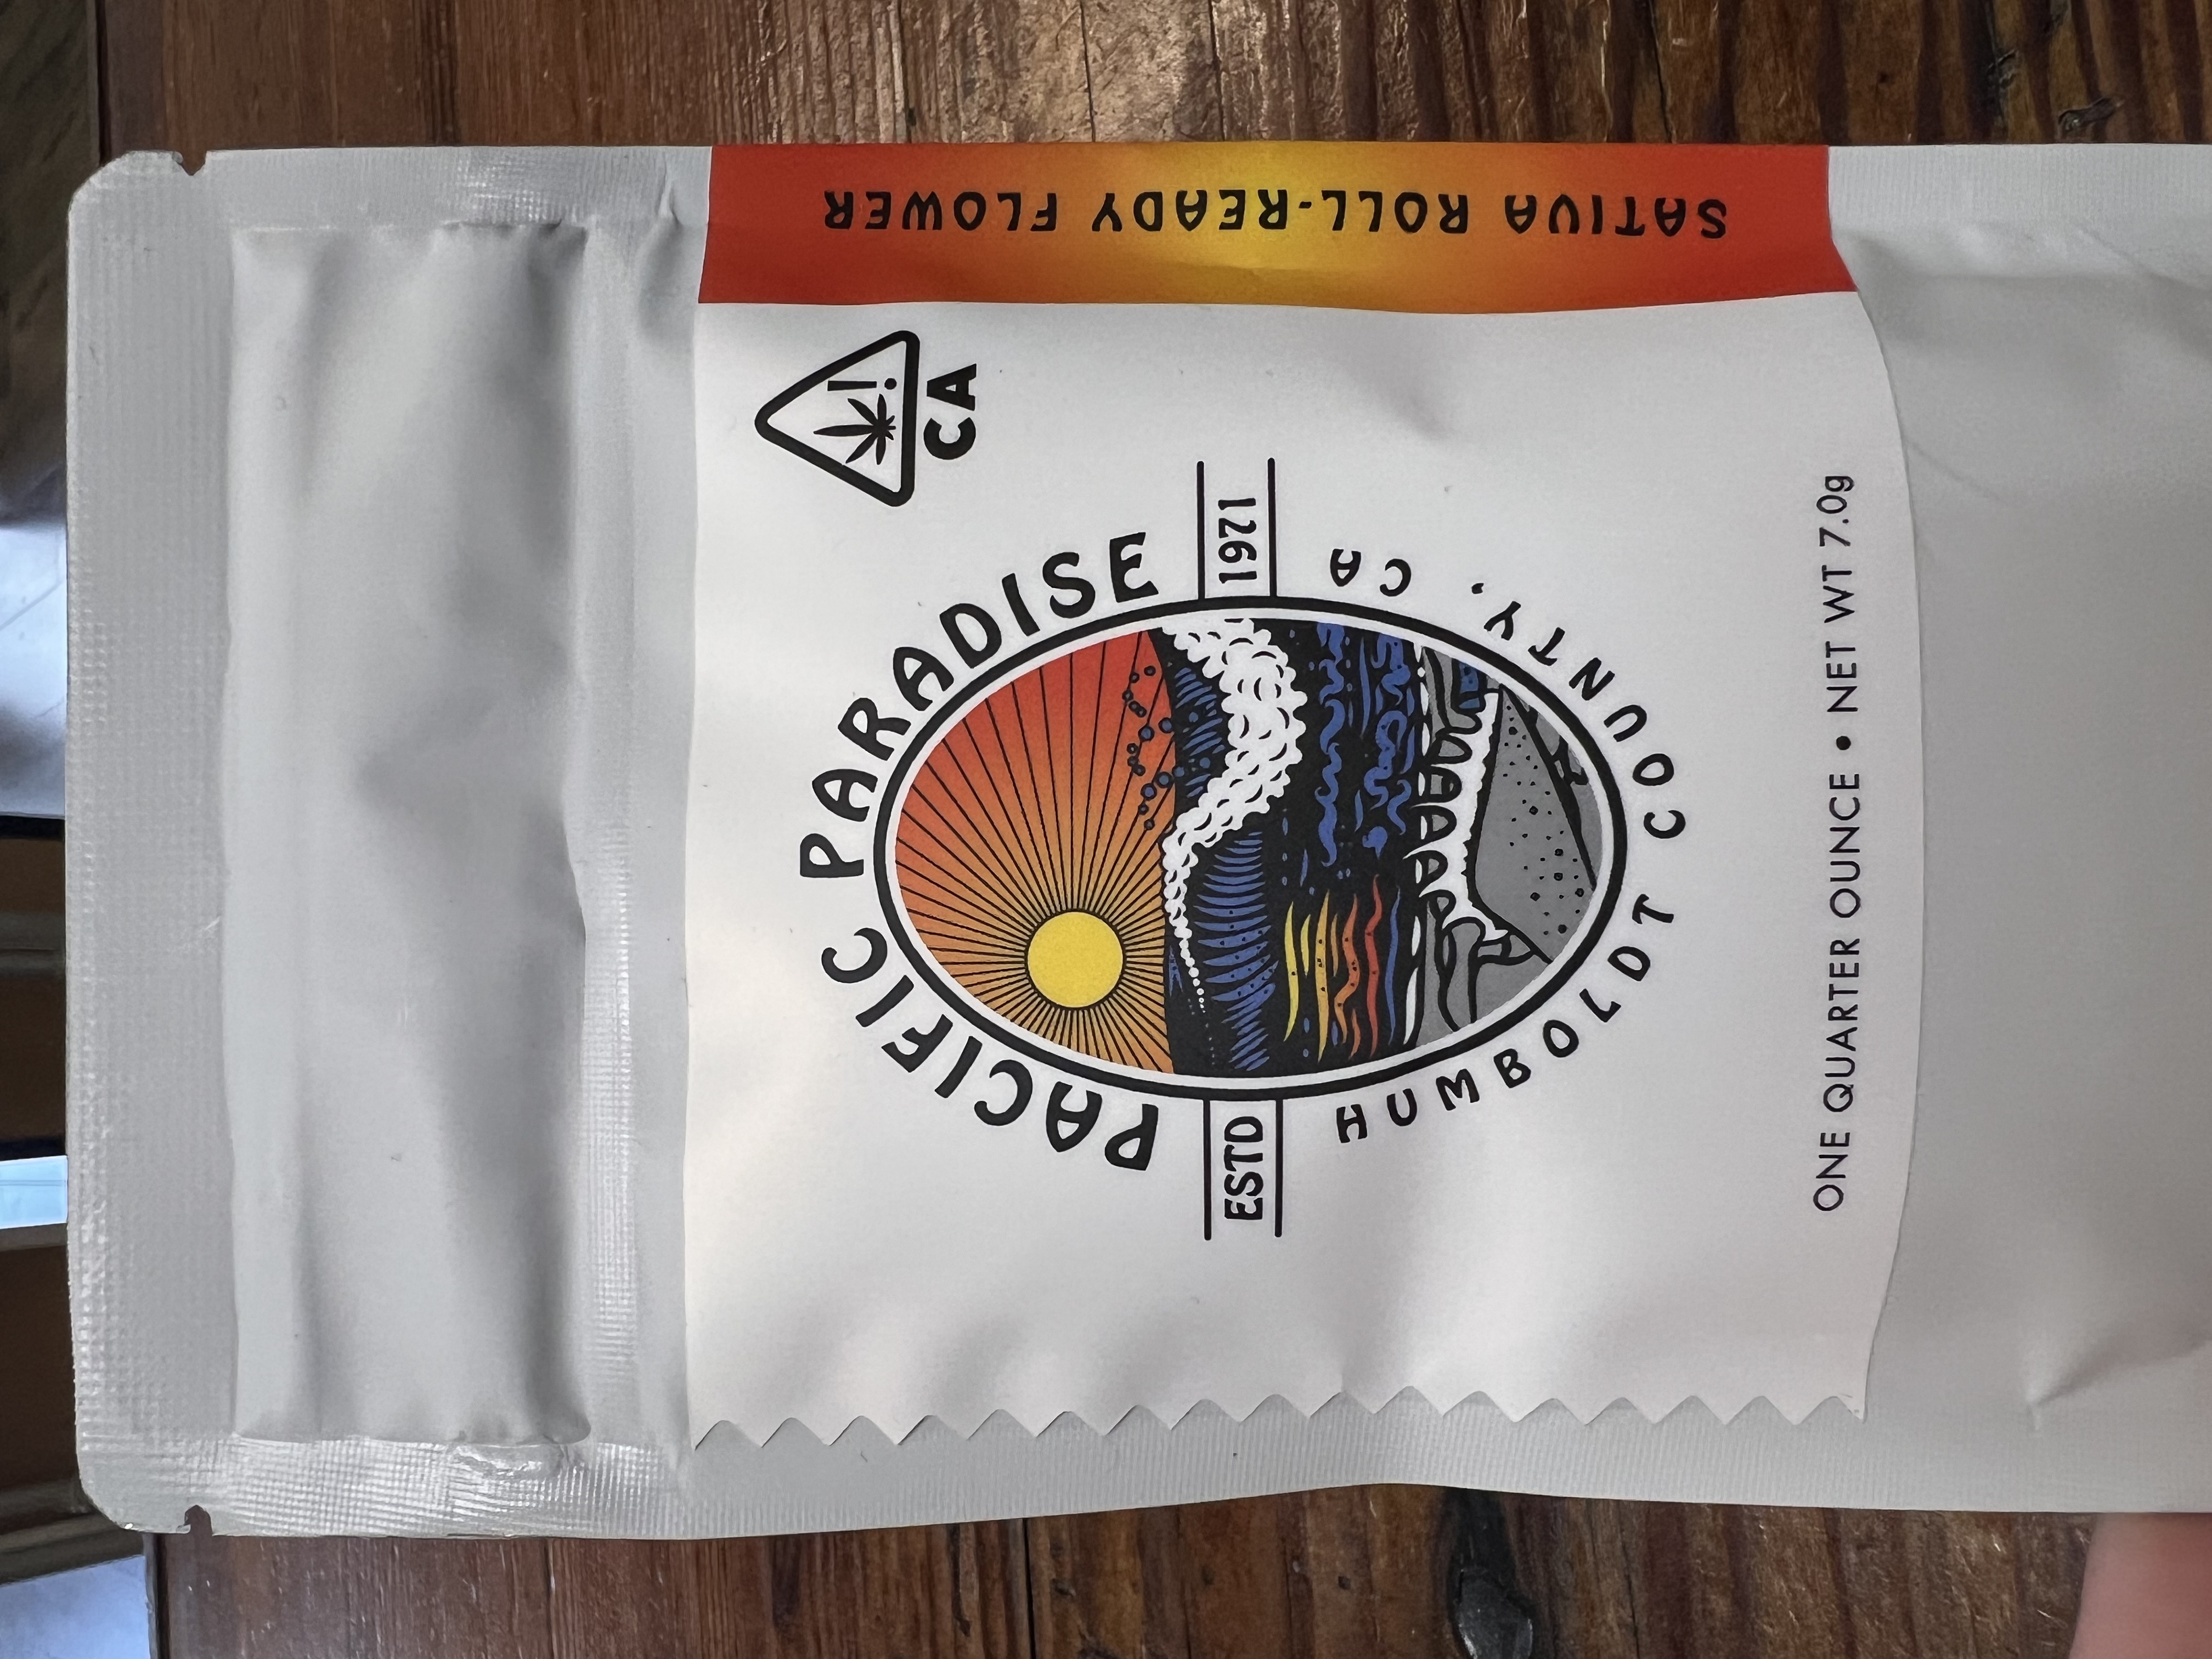 SATIVA ROLL-READY FLOWER
CA
PACIFIC PARADISE
ESTD 1971
HUMBOLDT COUNTY, CA
ONE QUARTER OUNCE • NET WT 7.0g